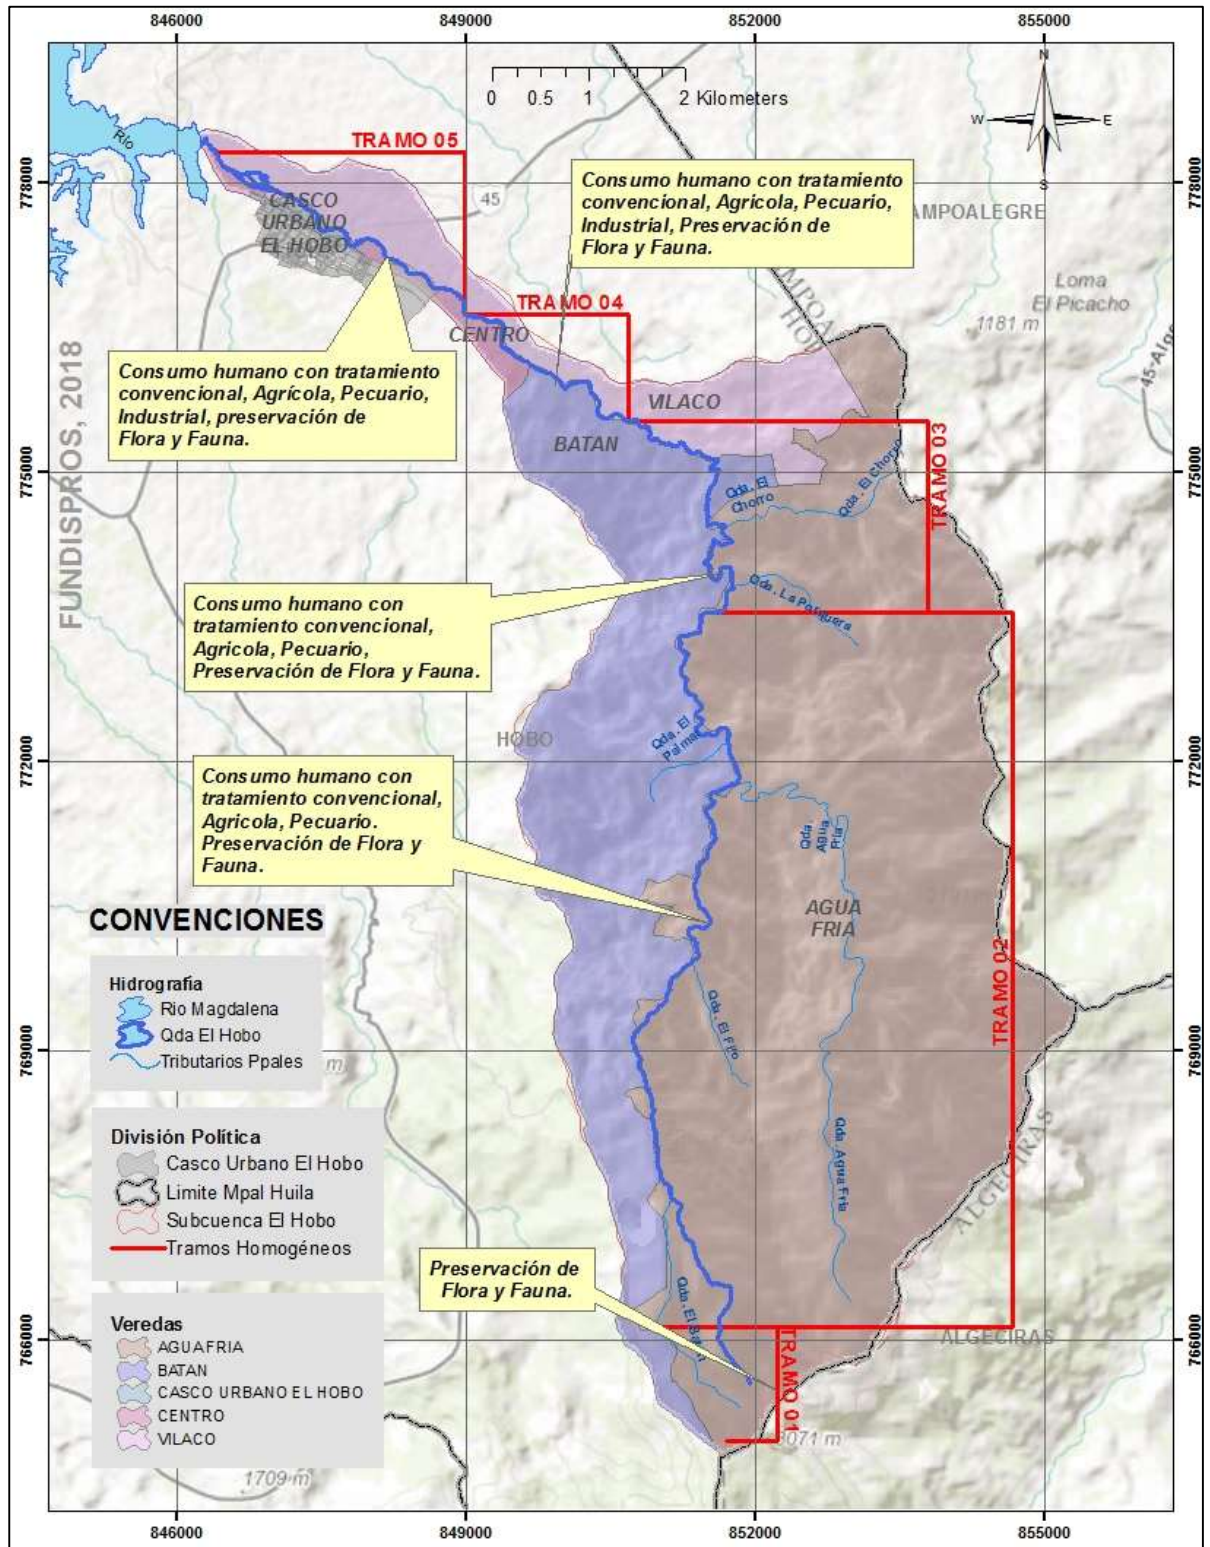 846000
849000
852000
855000
N
W
E
S
0 0.5 1 2 Kilometers
Rio
TRAMO 05
778000
778000
45
CASCO
URBANO
EL HOBO
Consumo humano con tratamiento
convencional, Agrícola, Pecuario,
Industrial, Preservación de
Flora y Fauna.
AMPOALEGRE
Loma
El Picacho
1181 m
TRAMO 04
CENTRO
Consumo humano con tratamiento
convencional, Agrícola, Pecuario,
Industrial, preservación de
Flora y Fauna.
FUNDISPROS, 2018
VILACO
BATAN
TRAMO 03
775000
775000
Qda. El
Chorro
Qda. El Chorro
Consumo humano con
tratamiento convencional,
Agricola, Pecuario,
Preservación de Flora y Fauna.
HOBO
Qda. El
Palmar
772000
772000
Consumo humano con
tratamiento convencional,
Agricola, Pecuario.
Preservación de Flora y
Fauna.
Qda.
Agua
Fría
AGUA
FRIA
TRAMO 02
CONVENCIONES
Hidrografia
Rio Magdalena
Qda El Hobo
Tributarios Ppales
m
Qda. El Filo
769000
769000
División Política
Casco Urbano El Hobo
Limite Mpal Huila
Subcuenca El Hobo
Tramos Homogéneos
Qda. Agua Fria
ALGECIRAS
Preservación de
Flora y Fauna.
766000
766000
ALGECIRAS
TRAMO 01
3071 m
Veredas
AGUAFRIA
BATAN
CASCO URBANO EL HOBO
CENTRO
VILACO
1709 m
846000
849000
852000
855000